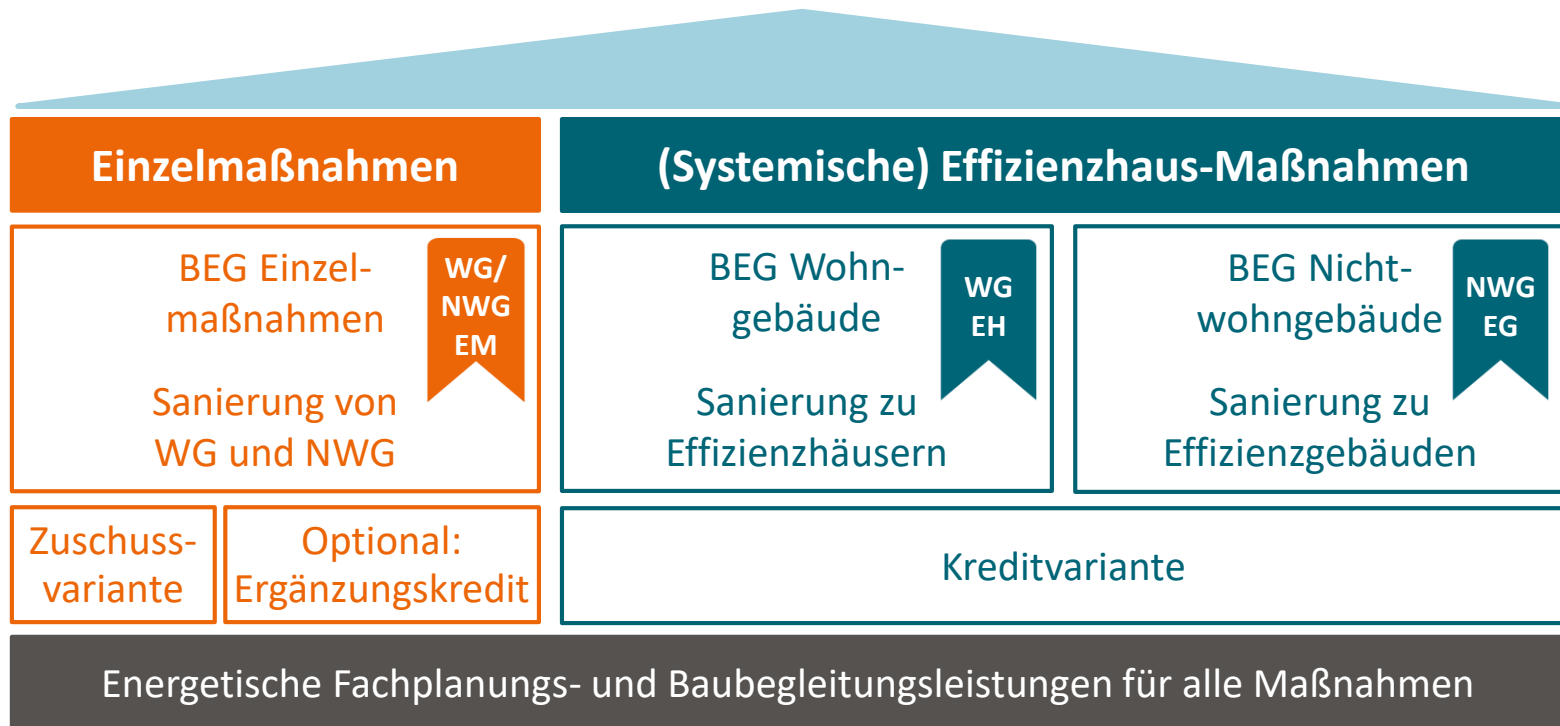 Einzelmaßnahmen
(Systemische) Effizienzhaus-Maßnahmen
BEG Einzel-
maßnahmen
WG/
NWG
EM
Sanierung von
WG und NWG
BEG Wohn-
gebäude
WG
EH
Sanierung zu
Effizienzhäusern
BEG Nicht-
wohngebäude
NWG
EG
Sanierung zu
Effizienzgebäuden
Zuschuss-
variante
Optional:
Ergänzungskredit
Kreditvariante
Energetische Fachplanungs- und Baubegleitungsleistungen für alle Maßnahmen